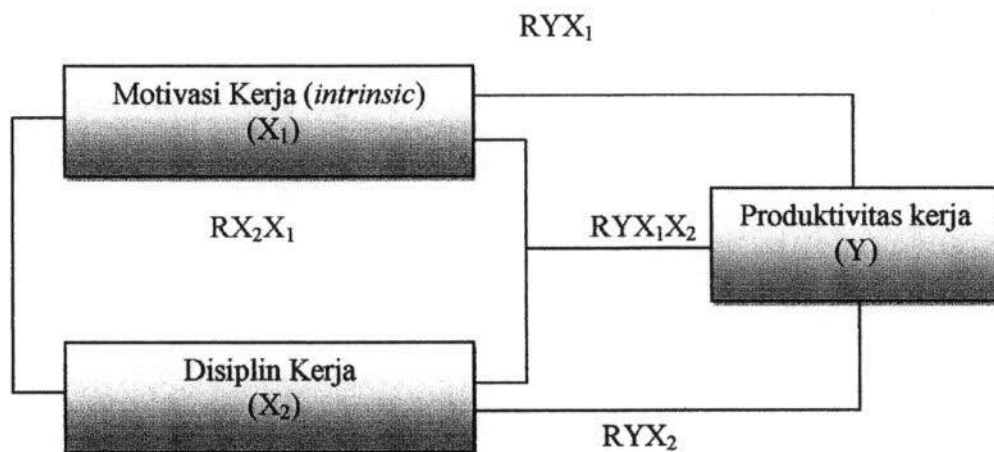 RYX₁
Motivasi Kerja (intrinsic)
(X₁)
RX₂X₁
RYX₁X₂
Produktivitas kerja
(Y)
Disiplin Kerja
(X₂)
RYX₂